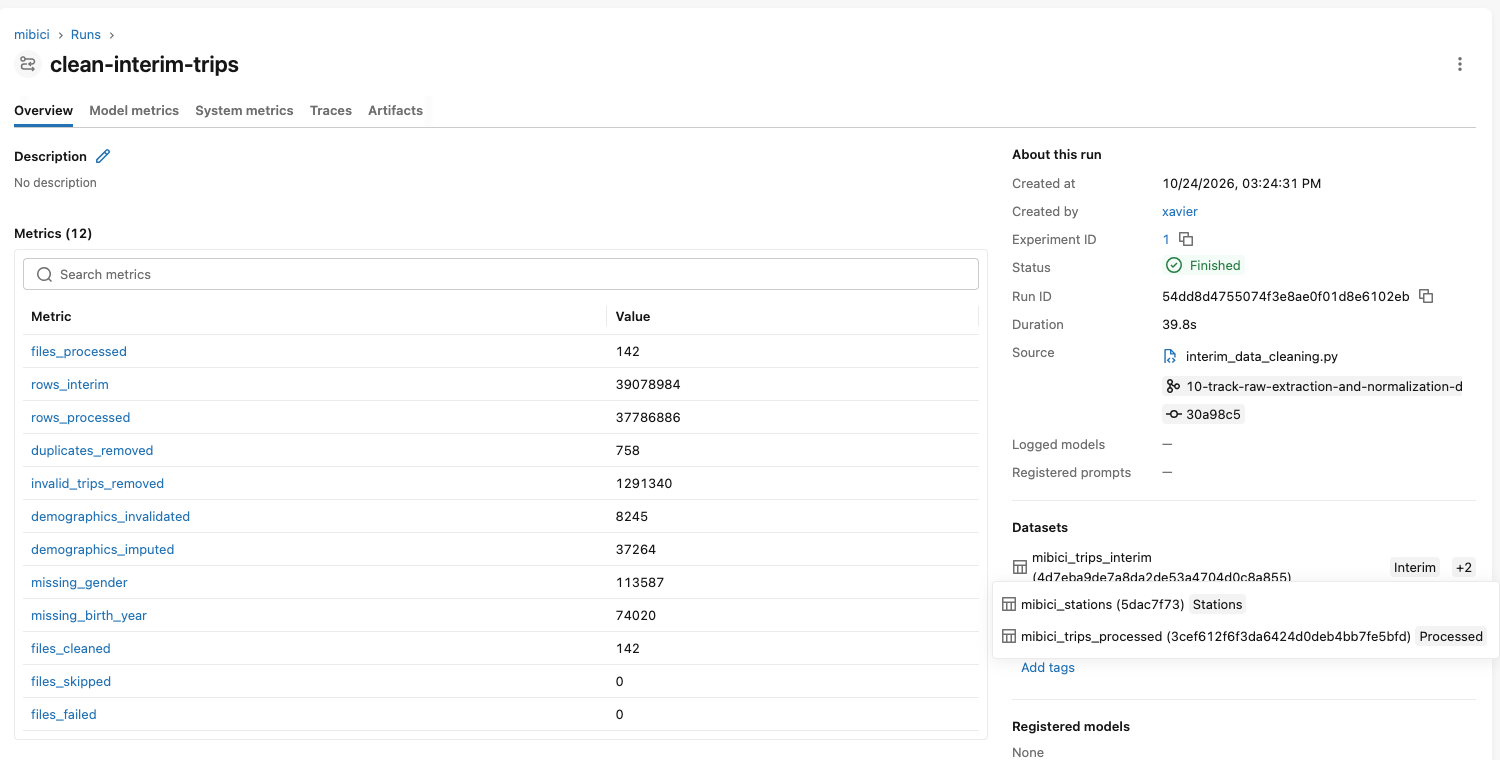 mibici > Runs >
clean-interim-trips
Overview Model metrics System metrics Traces Artifacts
Description
No description
Metrics (12)
Search metrics
Metric Value
files_processed 142
rows_interim 39078984
rows_processed 37786886
duplicates_removed 758
invalid_trips_removed 1291340
demographics_invalidated 8245
demographics_imputed 37264
missing_gender 113587
missing_birth_year 74020
files_cleaned 142
files_skipped 0
files_failed 0
About this run
Created at 10/24/2026, 03:24:31 PM
Created by xavier
Experiment ID 1
Status Finished
Run ID 54dd8d4755074f3e8ae0f01d8e6102eb
Duration 39.8s
Source interim_data_cleaning.py
10-track-raw-extraction-and-normalization-d
30a98c5
Logged models —
Registered prompts —
Datasets
mibici_trips_interim
(4d7eba9de7a8da2de53a4704d0c8a855) Interim +2
mibici_stations (5dac7f73) Stations
mibici_trips_processed (3cef612f6f3da6424d0deb4bb7fe5bfd) Processed
Add tags
Registered models
None